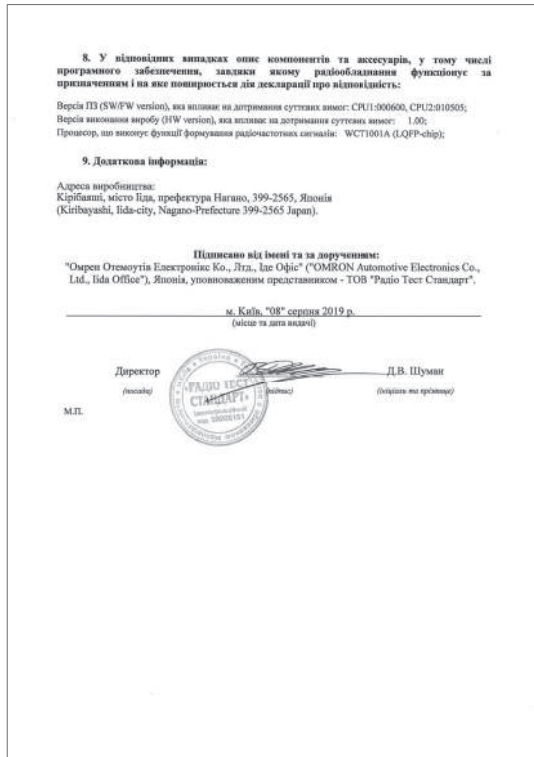 8. У відповідних випадках опис компонентів та аксесуарів, у тому числі
програмного забезпечення, завдяки якому радіообладнання функціонує за
призначенням і на яке поширюється дія декларації про відповідність:
Версія ПЗ (SW/FW version), яка впливає на дотримання суттєвих вимог: CPU1:000600, CPU2:010505;
Версія виконання виробу (HW version), яка впливає на дотримання суттєвих вимог: 1.00;
Процесор, що виконує функції формування радіочастотних сигналів: WCT1001A (LQFP-chip);
9. Додаткова інформація:
Адреса виробництва:
Кірібаяші, місто Іїда, префектура Нагано, 399-2565, Японія
(Kiribayashi, Iida-city, Nagano-Prefecture 399-2565 Japan).
Підписано від імені та за дорученням:
"Омрен Отемоутів Електронікс Ко., Лтд., Іде Офіс" ("OMRON Automotive Electronics Co.,
Ltd., Iida Office"), Японія, уповноваженим представником - ТОВ "Радіо Тест Стандарт".
м. Київ, "08" серпня 2019 р.
(місце та дата видачі)
Директор
Д.В. Шуман
(посада)
(підпис)
(ініціали та прізвище)
М.П.
«РАДІО ТЕСТ
СТАНДАРТ»